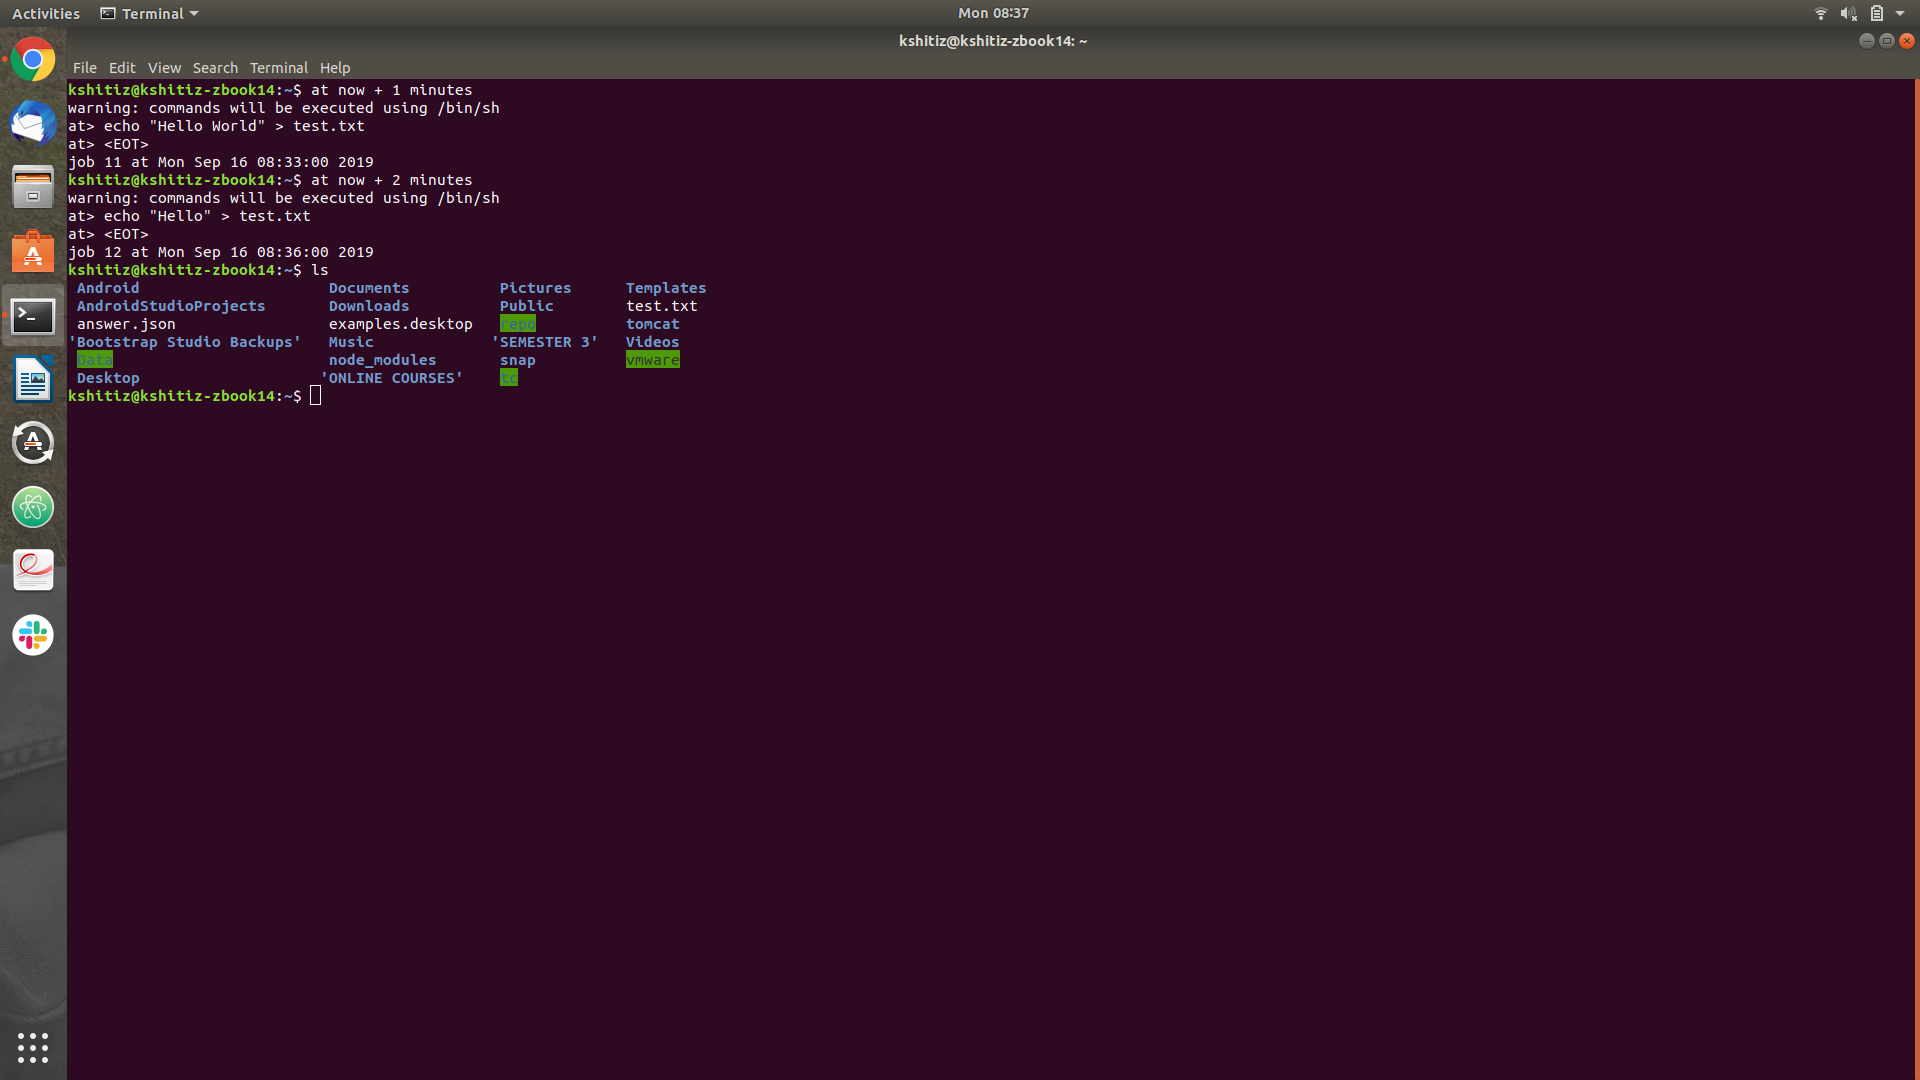 Activities Terminal Mon 08:37
kshitiz@kshitiz-zbook14: ~
File Edit View Search Terminal Help
kshitiz@kshitiz-zbook14:~$ at now + 1 minutes
warning: commands will be executed using /bin/sh
at> echo "Hello World" > test.txt
at> <EOT>
job 11 at Mon Sep 16 08:33:00 2019
kshitiz@kshitiz-zbook14:~$ at now + 2 minutes
warning: commands will be executed using /bin/sh
at> echo "Hello" > test.txt
at> <EOT>
job 12 at Mon Sep 16 08:36:00 2019
kshitiz@kshitiz-zbook14:~$ ls
Android Documents Pictures Templates
AndroidStudioProjects Downloads Public test.txt
answer.json examples.desktop repo tomcat
'Bootstrap Studio Backups' Music 'SEMESTER 3' Videos
Data node_modules snap vmware
Desktop 'ONLINE COURSES' tc
kshitiz@kshitiz-zbook14:~$